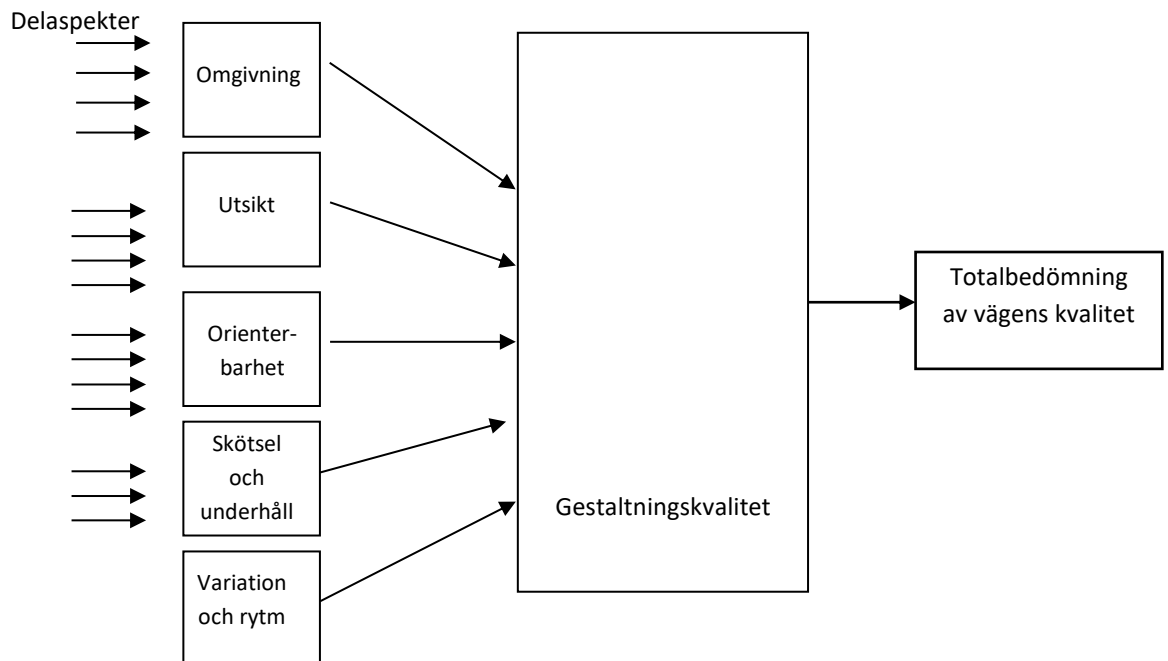 Delaspekter
Omgivning
Utsikt
Orienter-
barhet
Skötsel
och
underhåll
Variation
och rytm
Gestaltningskvalitet
Totalbedömning
av vägens kvalitet